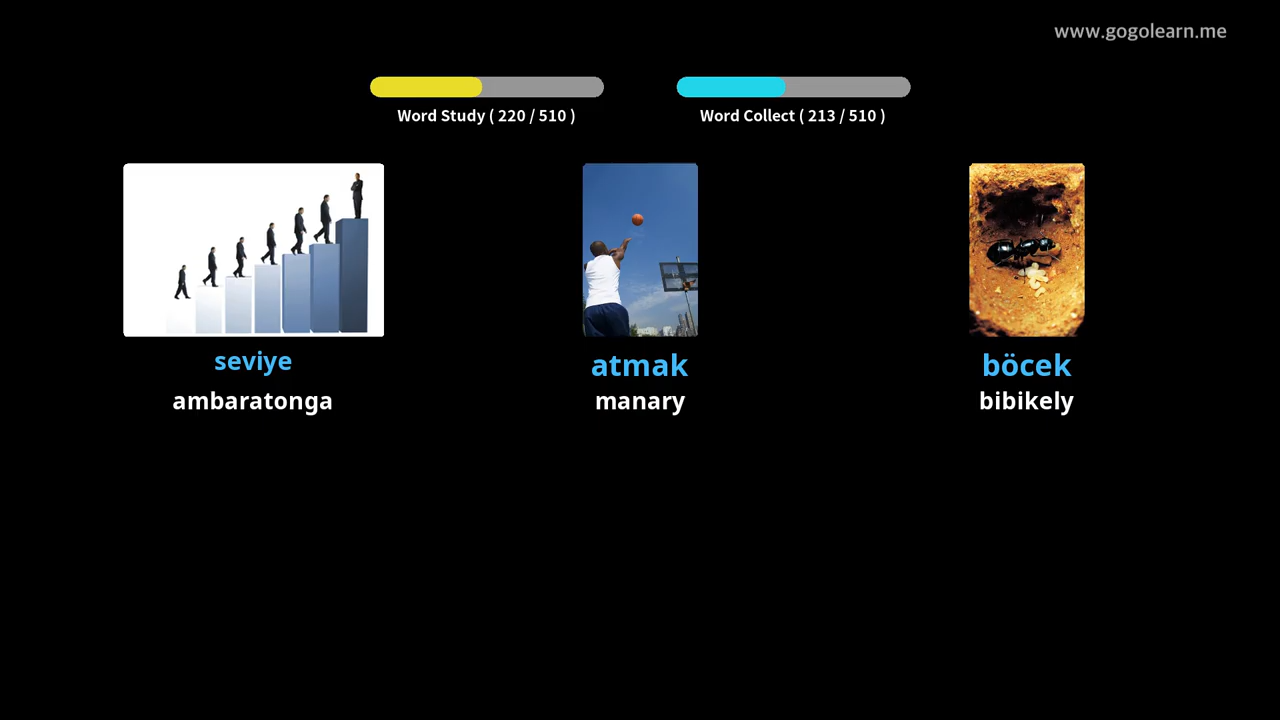 www.gogolearn.me
Word Study ( 220 / 510 )
Word Collect ( 213 / 510 )
seviye
ambaratonga
atmak
manary
böcek
bibikely